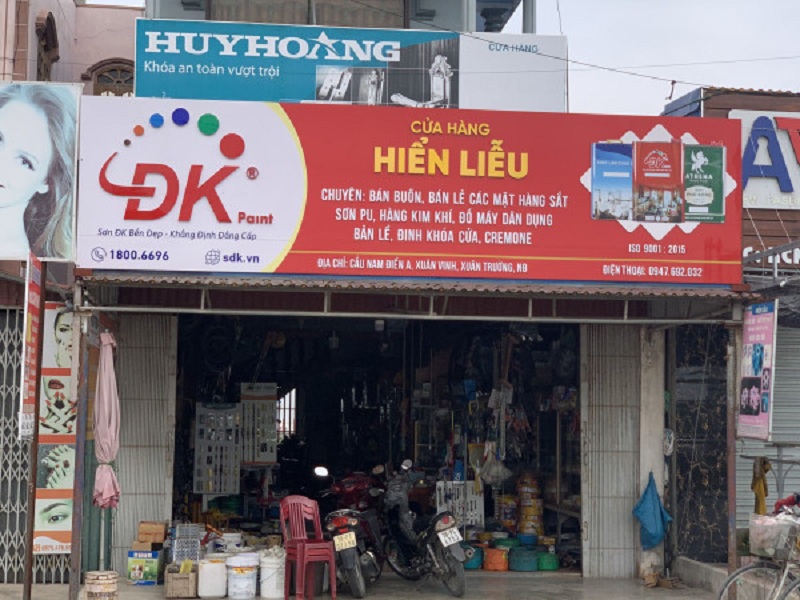 HUYHOÀNG
Khóa an toàn vượt trội
CỬA HÀNG
DK®
Paint
Sơn DK Bền Đẹp - Khẳng Định Đẳng Cấp
1800.6696
sdk.vn
CỬA HÀNG
HIỂN LIỄU
CHUYÊN: BÁN BUÔN, BÁN LẺ CÁC MẶT HÀNG SẮT
SƠN PU, HÀNG KIM KHÍ, ĐỒ MÁY DÂN DỤNG
BẢN LỀ, ĐINH KHÓA CỬA, CREMONE
ISO 9001 : 2015
ĐỊA CHỈ: CẦU NAM ĐIỀN A, XUÂN VINH, XUÂN TRƯỜNG, NĐ
ĐIỆN THOẠI: 0947.692.032